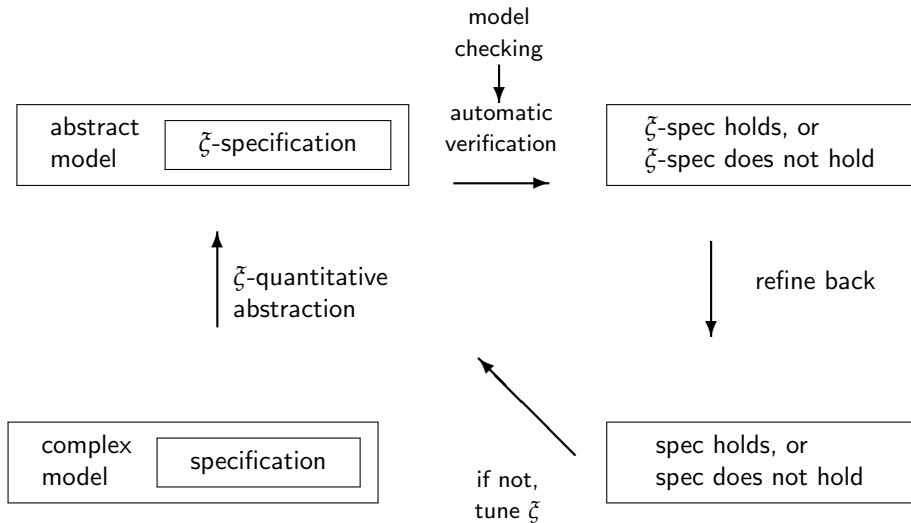 model
checking
abstract
model
ξ-specification
automatic
verification
ξ-spec holds, or
ξ-spec does not hold
ξ-quantitative
abstraction
refine back
complex
model
specification
if not,
tune ξ
spec holds, or
spec does not hold